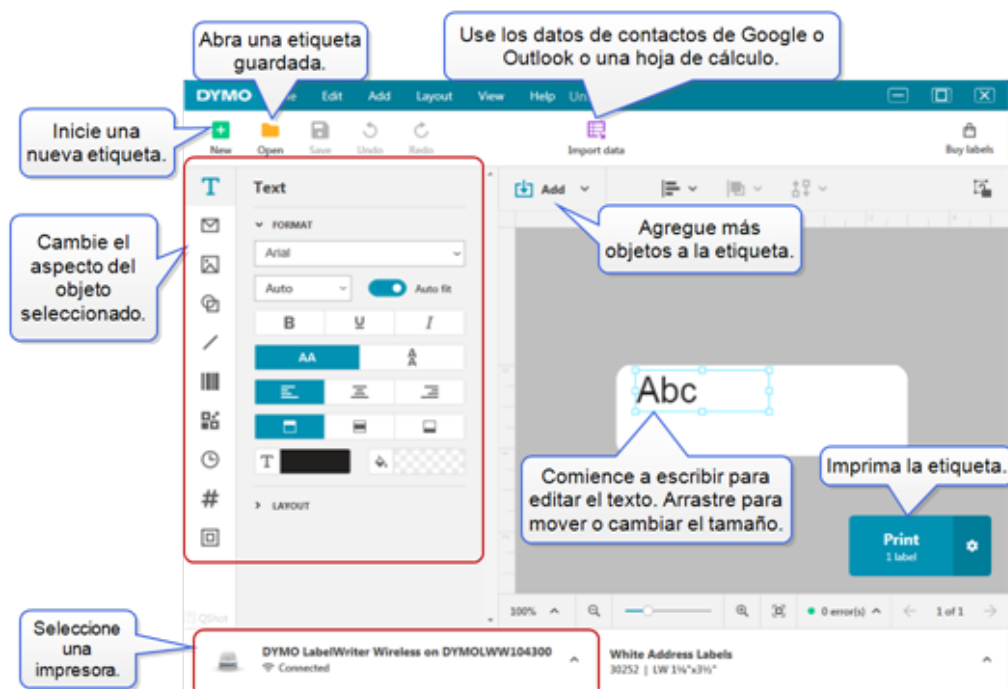 Abra una etiqueta
guardada.
Use los datos de contactos de Google o
Outlook o una hoja de cálculo.
DYMO
Edit
Add
Layout
View
Help
Inicie una
nueva etiqueta.
New
Open
Save
Undo
Redo
Import data
Buy labels
Cambie el
aspecto del
objeto
seleccionado.
T
Text
FORMAT
Arial
Auto
Auto fit
B
U
I
AA
A
A
T
#
LAYOUT
Add
Agregue más
objetos a la etiqueta.
Abc
Comience a escribir para
editar el texto. Arrastre para
mover o cambiar el tamaño.
Imprima la etiqueta.
Print
1 label
QShot
100%
0 error(s)
1 of 1
Seleccione
una
impresora.
DYMO LabelWriter Wireless on DYMOLWW104300
Connected
White Address Labels
30252 | LW 1⅛"x3½"